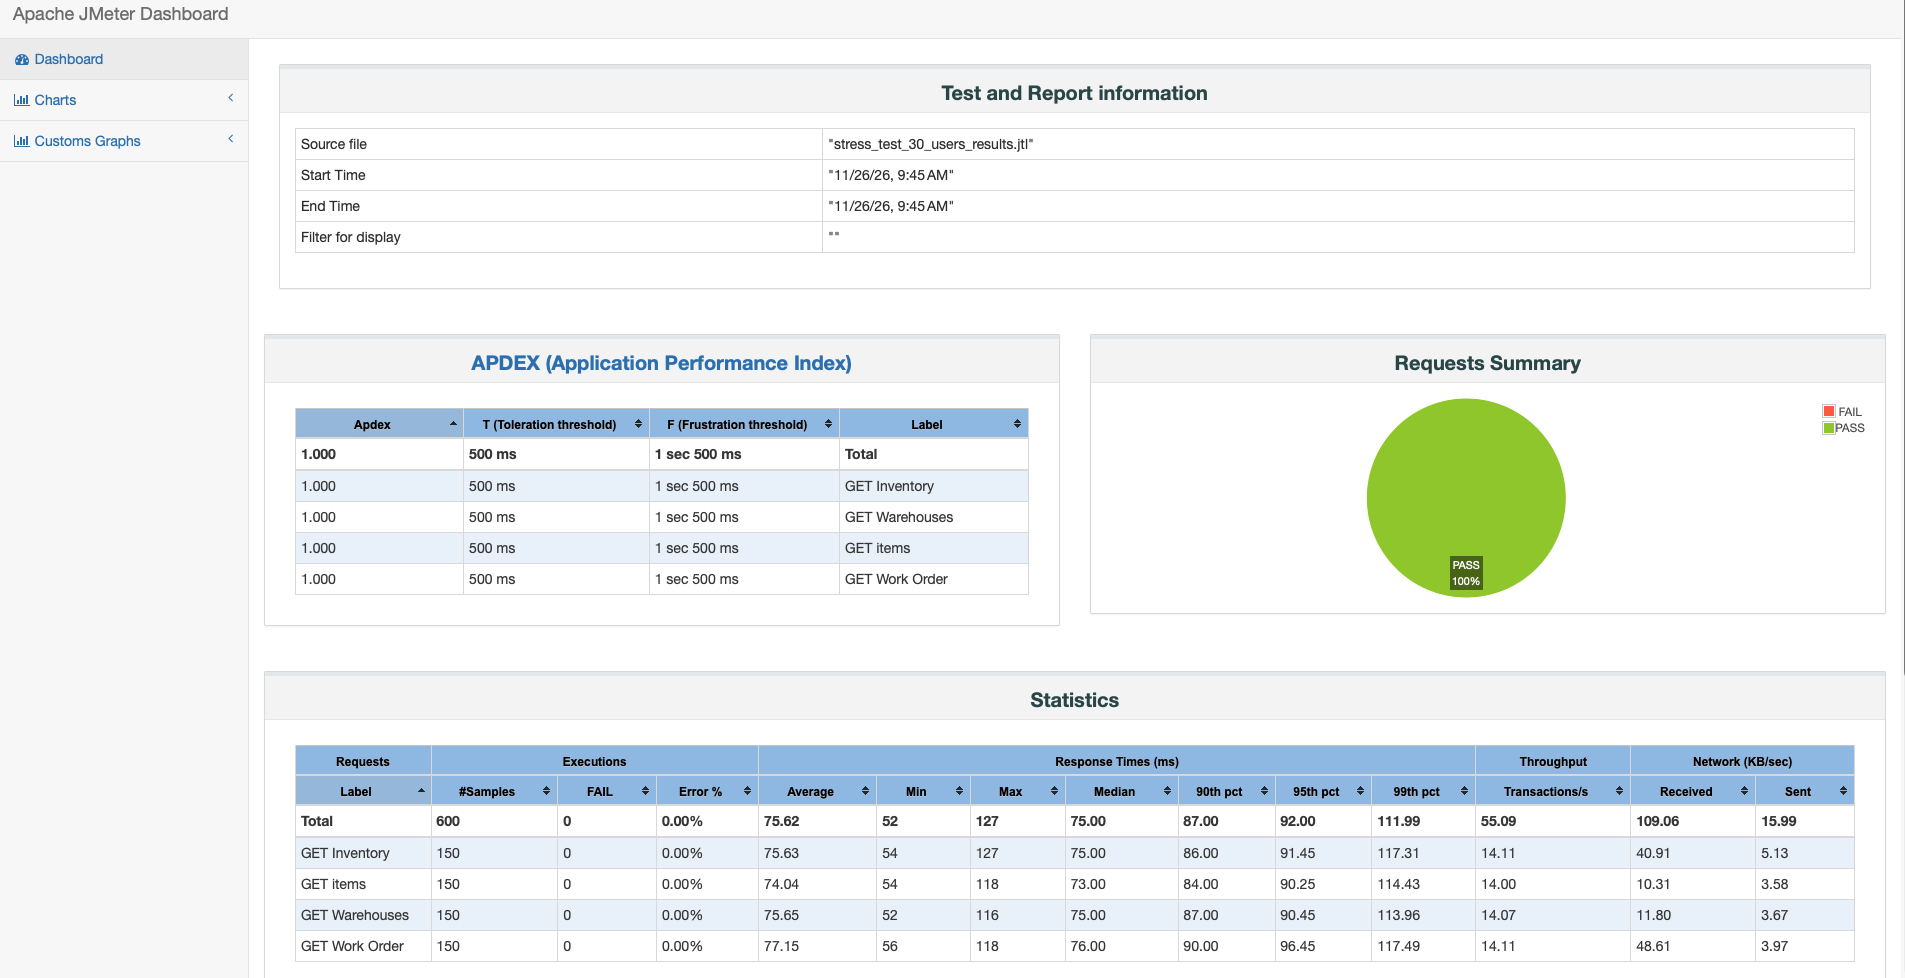 Apache JMeter Dashboard
Dashboard
Charts
Customs Graphs
Test and Report information
Source file "stress_test_30_users_results.jtl"
Start Time "11/26/26, 9:45 AM"
End Time "11/26/26, 9:45 AM"
Filter for display ""
APDEX (Application Performance Index)
Apdex T (Toleration threshold) F (Frustration threshold) Label
1.000 500 ms 1 sec 500 ms Total
1.000 500 ms 1 sec 500 ms GET Inventory
1.000 500 ms 1 sec 500 ms GET Warehouses
1.000 500 ms 1 sec 500 ms GET items
1.000 500 ms 1 sec 500 ms GET Work Order
Requests Summary
FAIL
PASS
PASS
100%
Statistics
Requests Executions Response Times (ms) Throughput Network (KB/sec)
Label #Samples FAIL Error % Average Min Max Median 90th pct 95th pct 99th pct Transactions/s Received Sent
Total 600 0 0.00% 75.62 52 127 75.00 87.00 92.00 111.99 55.09 109.06 15.99
GET Inventory 150 0 0.00% 75.63 54 127 75.00 86.00 91.45 117.31 14.11 40.91 5.13
GET items 150 0 0.00% 74.04 54 118 73.00 84.00 90.25 114.43 14.00 10.31 3.58
GET Warehouses 150 0 0.00% 75.65 52 116 75.00 87.00 90.45 113.96 14.07 11.80 3.67
GET Work Order 150 0 0.00% 77.15 56 118 76.00 90.00 96.45 117.49 14.11 48.61 3.97